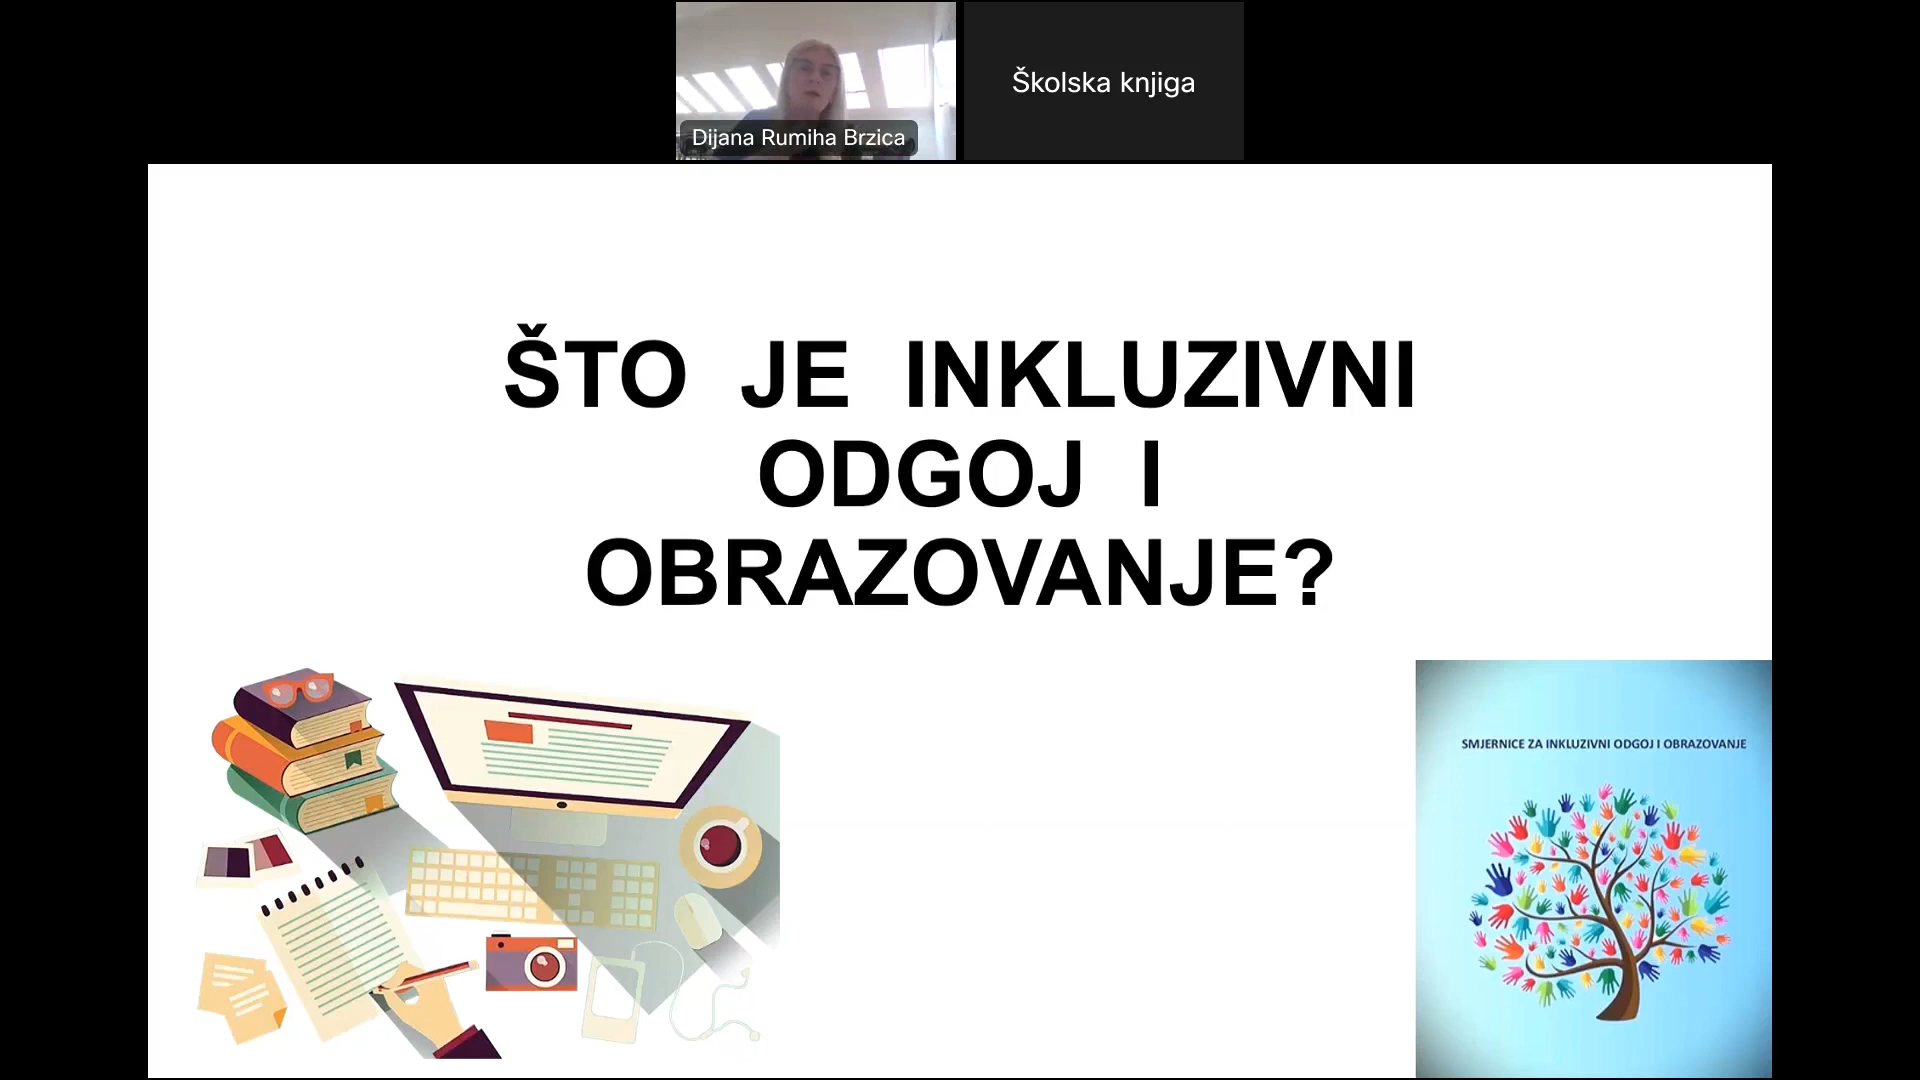 Dijana Rumiha Brzica
Školska knjiga
ŠTO JE INKLUZIVNI
ODGOJ I
OBRAZOVANJE?
SMJERNICE ZA INKLUZIVNI ODGOJ I OBRAZOVANJE